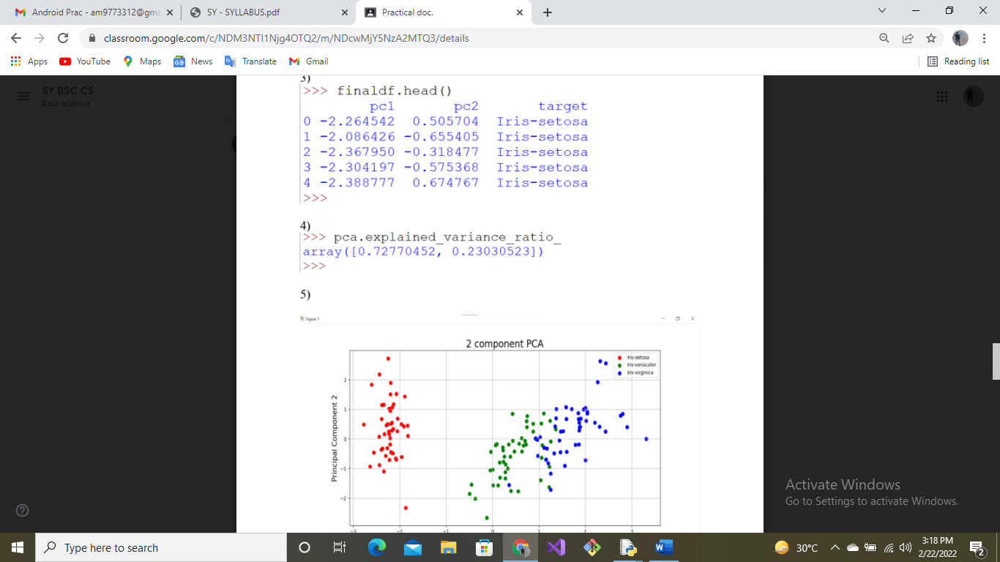 Android Prac - am9773312@gma
SY - SYLLABUS.pdf
Practical doc.
classroom.google.com/c/NDM3NTI1Njg4OTQ2/m/NDcwMjY5NzA2MTQ3/details
Apps
YouTube
Maps
News
Translate
Gmail
Reading list
SY BSC CS
Data science
3)
>>> finaldf.head()
pc1 pc2 target
0 -2.264542 0.505704 Iris-setosa
1 -2.086426 -0.655405 Iris-setosa
2 -2.367950 -0.318477 Iris-setosa
3 -2.304197 -0.575368 Iris-setosa
4 -2.388777 0.674767 Iris-setosa
>>>
4)
>>> pca.explained_variance_ratio_
array([0.72770452, 0.23030523])
>>>
5)
Figure 1
2 component PCA
Iris-setosa
Iris-versicolor
Iris-virginica
Principal Component 2
2
1
0
-1
-2
-3 -2 -1 0 1 2 3
Activate Windows
Go to Settings to activate Windows.
Type here to search
30°C
3:18 PM
2/22/2022
2